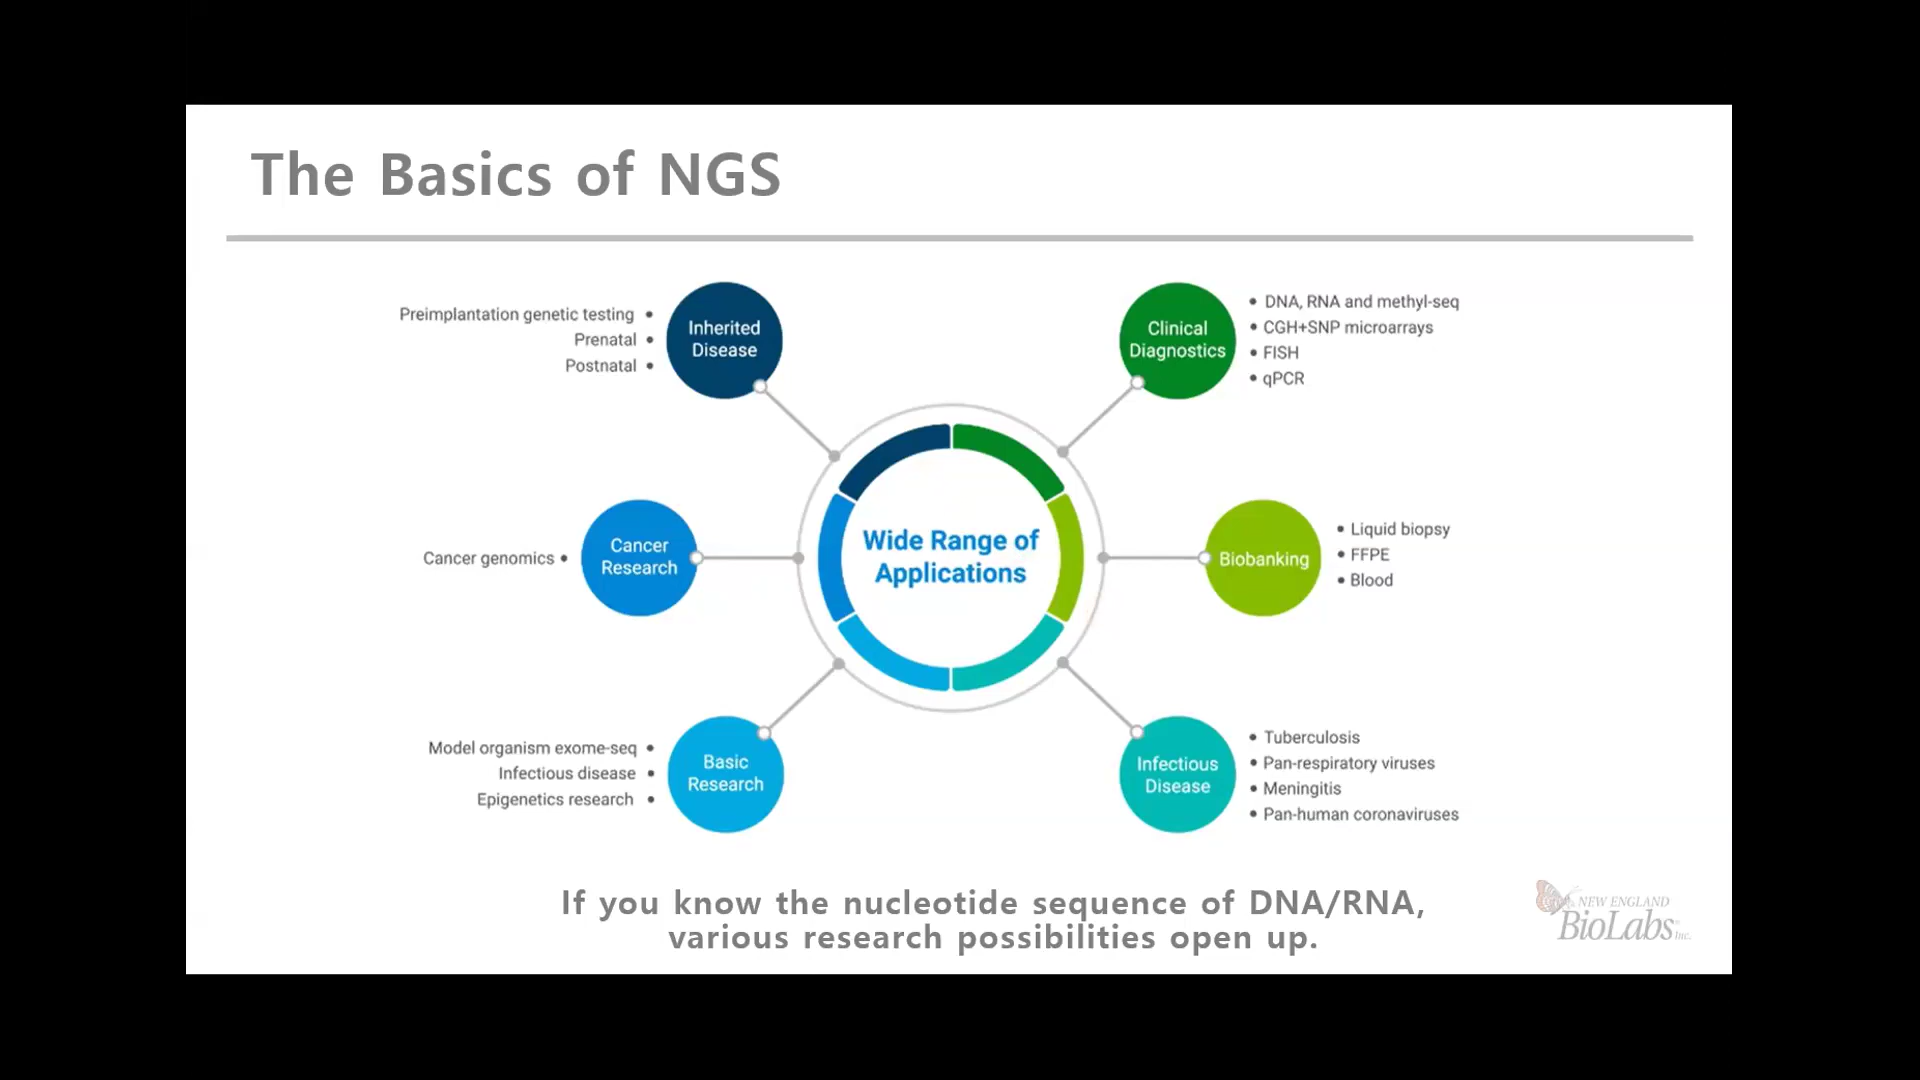 The Basics of NGS
Preimplantation genetic testing •
Prenatal •
Postnatal •
Inherited
Disease
Clinical
Diagnostics
• DNA, RNA and methyl-seq
• CGH+SNP microarrays
• FISH
• qPCR
Cancer genomics •
Cancer
Research
Wide Range of
Applications
Biobanking
• Liquid biopsy
• FFPE
• Blood
Model organism exome-seq •
Infectious disease •
Epigenetics research •
Basic
Research
Infectious
Disease
• Tuberculosis
• Pan-respiratory viruses
• Meningitis
• Pan-human coronaviruses
If you know the nucleotide sequence of DNA/RNA,
various research possibilities open up.
NEW ENGLAND
BioLabs® Inc.